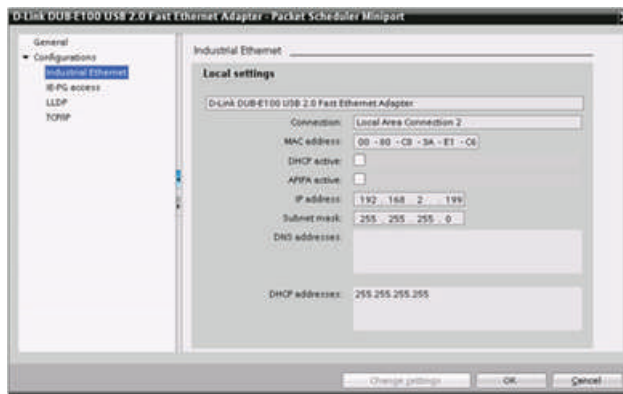 D-Link DUB-E100 USB 2.0 Fast Ethernet Adapter - Packet Scheduler Miniport
General
Configurations
Industrial Ethernet
IE-PG access
LLDP
TCP/IP
Industrial Ethernet
Local settings
D-Link DUB-E100 USB 2.0 Fast Ethernet Adapter
Connection: Local Area Connection 2
MAC address: 00 - 80 - C8 - 3A - E1 - C6
DHCP active:
APIPA active:
IP address: 192 . 168 . 2 . 199
Subnet mask: 255 . 255 . 255 . 0
DNS addresses:
DHCP addresses: 255.255.255.255
Change settings
OK
Cancel